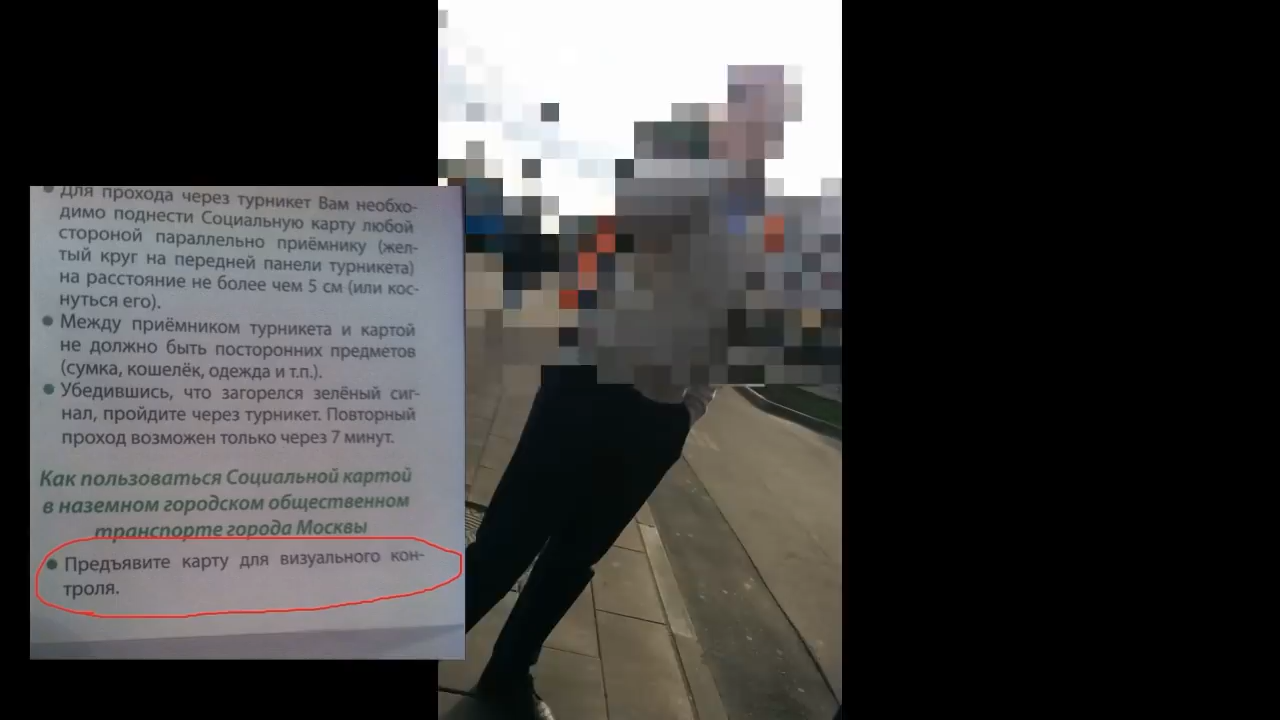 • Для прохода через турникет Вам необхо-
димо поднести Социальную карту любой
стороной параллельно приёмнику (жел-
тый круг на передней панели турникета)
на расстояние не более чем 5 см (или кос-
нуться его).
• Между приёмником турникета и картой
не должно быть посторонних предметов
(сумка, кошелёк, одежда и т.п.).
• Убедившись, что загорелся зелёный сиг-
нал, пройдите через турникет. Повторный
проход возможен только через 7 минут.
Как пользоваться Социальной картой
в наземном городском общественном
транспорте города Москвы
• Предъявите карту для визуального кон-
троля.